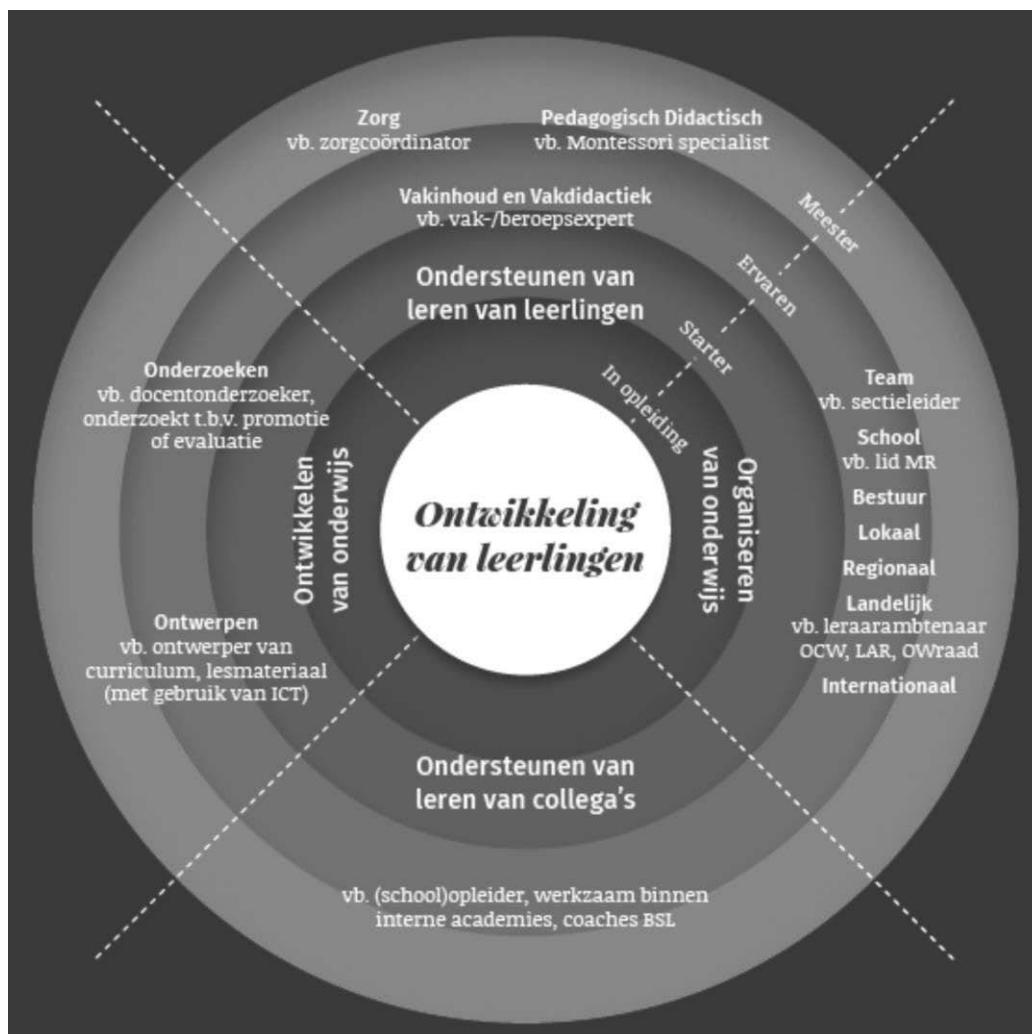 Zorg
vb. zorgcoördinator
Pedagogisch Didactisch
vb. Montessori specialist
Vakinhoud en Vakdidactiek
vb. vak-/beroepsexpert
Ondersteunen van
leren van leerlingen
Meester
Ervaren
Starter
In opleiding
Onderzoeken
vb. docentonderzoeker,
onderzoekt t.b.v. promotie
of evaluatie
Ontwikkelen
van onderwijs
Ontwerpen
vb. ontwerper van
curriculum, lesmateriaal
(met gebruik van ICT)
Ontwikkeling
van leerlingen
Organiseren
van onderwijs
Team
vb. sectieleider
School
vb. lid MR
Bestuur
Lokaal
Regionaal
Landelijk
vb. leraarambtenaar
OCW, LAR, OWraad
Internationaal
Ondersteunen van
leren van collega's
vb. (school)opleider, werkzaam binnen
interne academies, coaches BSL